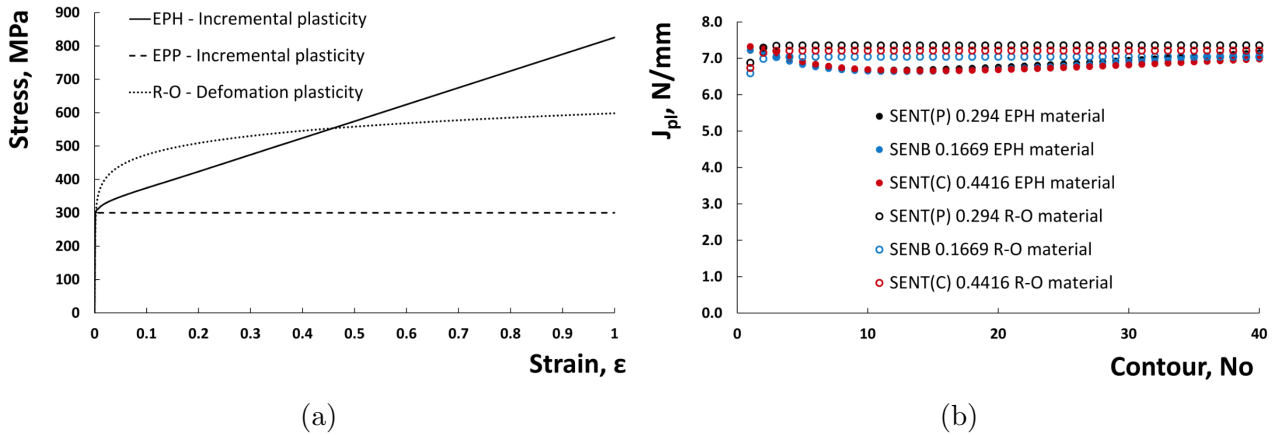 Stress, MPa
900
800
700
600
500
400
300
200
100
0
EPH - Incremental plasticity
EPP - Incremental plasticity
R-O - Defomation plasticity
0 0.1 0.2 0.3 0.4 0.5 0.6 0.7 0.8 0.9 1
Strain, ε
(a)
Jpl, N/mm
8.0
7.0
6.0
5.0
4.0
3.0
2.0
1.0
0.0
SENT(P) 0.294 EPH material
SENB 0.1669 EPH material
SENT(C) 0.4416 EPH material
SENT(P) 0.294 R-O material
SENB 0.1669 R-O material
SENT(C) 0.4416 R-O material
0 10 20 30 40
Contour, No
(b)